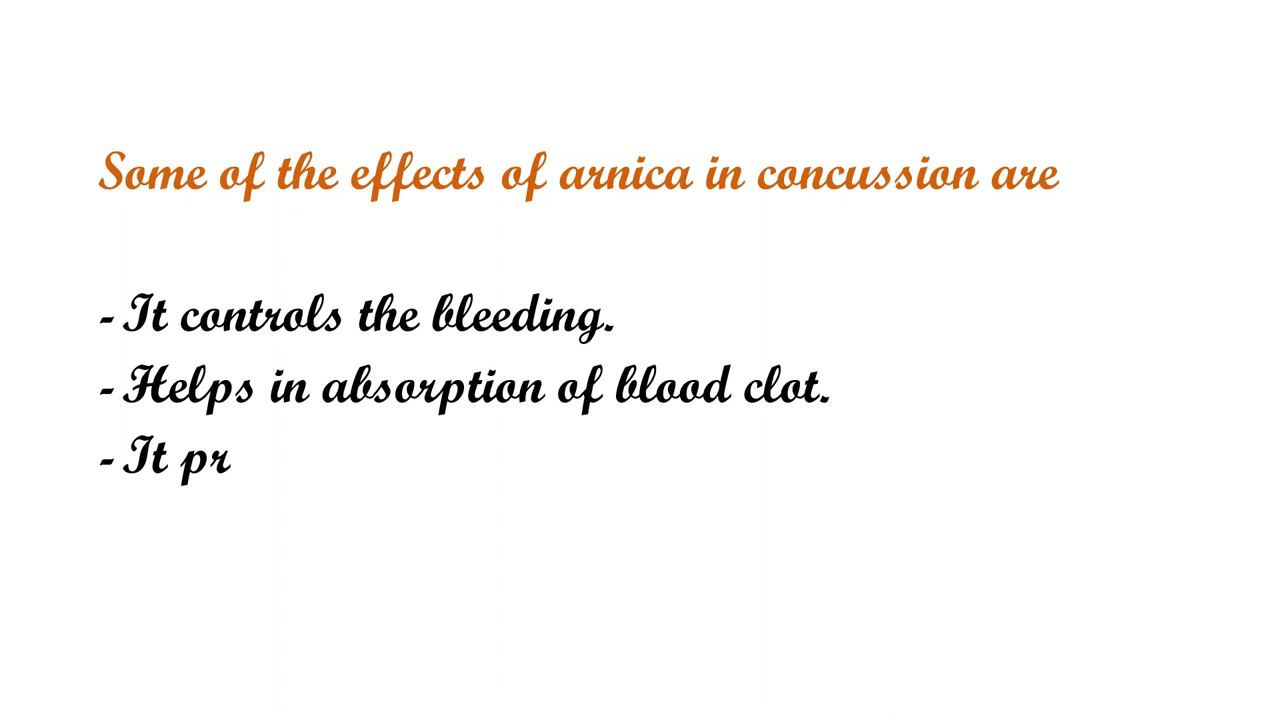 Some of the effects of arnica in concussion are
- It controls the bleeding.
- Helps in absorption of blood clot.
- It pr